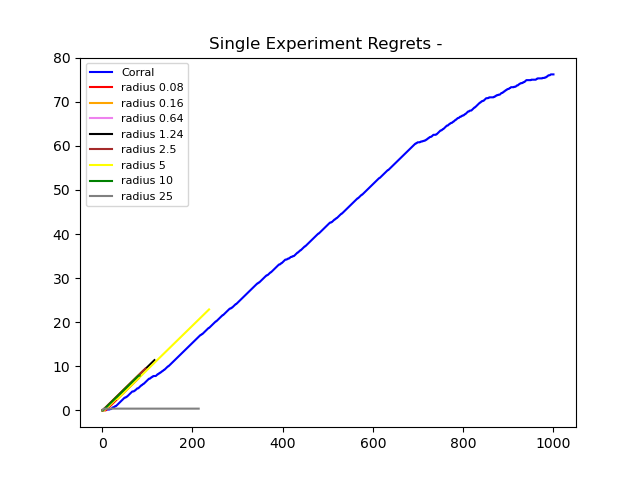 Single Experiment Regrets -
Corral
radius 0.08
radius 0.16
radius 0.64
radius 1.24
radius 2.5
radius 5
radius 10
radius 25
80
70
60
50
40
30
20
10
0
0 200 400 600 800 1000